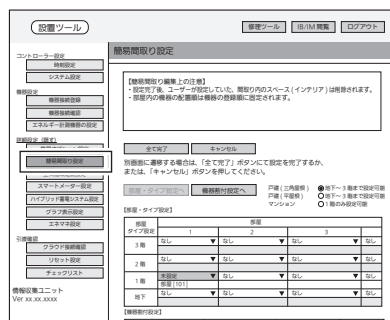 設置ツール
修理ツール
IB/IM 閲覧
ログアウト
コントローラー設定
時刻設定
システム設定
機器設定
機器接続登録
機器接続確認
エネルギー計測機器の設定
詳細設定（隠す）
簡易間取り設定
スマートメーター設定
ハイブリッド蓄電システム設定
グラフ表示設定
エネマネ設定
引渡確認
クラウド接続確認
リセット設定
チェックリスト
情報収集ユニット
Ver xx.xx.xxxx
簡易間取り設定
【簡易間取り編集上の注意】
・設定完了後、ユーザーが設定していた、間取り内のスペース ( インテリア ) は削除されます。
・部屋内の機器の配置順は機器の登録順に固定されます。
全て完了
キャンセル
別画面に遷移する場合は、「全て完了」ボタンにて設定を完了するか、
または、「キャンセル」ボタンを押してください。
部屋・タイプ設定へ
機器割付設定へ
戸建 ( 三角屋根 )
地下～ 3 階まで設定可能
戸建 ( 平屋根 )
地下～ 3 階まで設定可能
マンション
1 階のみ設定可能
【部屋・タイプ設定】
部屋
タイプ設定
部屋
1 2 3
3 階 なし ▼ なし ▼ なし ▼ なし
2 階 なし ▼ なし ▼ なし ▼ なし
1 階 未設定 ▼ なし ▼ なし ▼ なし
部屋 [101]
地下 なし ▼ なし ▼ なし ▼ なし
【機器割付設定】